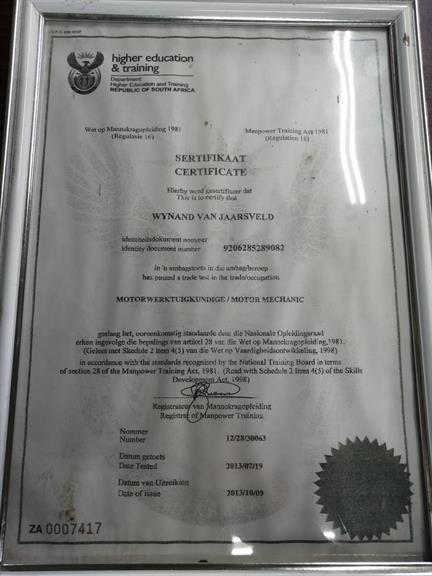 higher education
& training
Department:
Higher Education and Training
REPUBLIC OF SOUTH AFRICA
Wet op Mannekragopleiding 1981
(Regulasie 16)
Manpower Training Act 1981
(Regulation 16)
SERTIFIKAAT
CERTIFICATE
Hierby word gesertifiseer dat
This is to certify that
WYNAND VAN JAARSVELD
identiteitsdokument nommer
identity document number 9206285289082
in 'n ambagstoets in die ambag/beroep
has passed a trade test in the trade/occupation
MOTORWERKTUIGKUNDIGE / MOTOR MECHANIC
geslaag het, ooreenkomstig standaarde deur die Nasionale Opleidingsraad
erken ingevolge die bepalings van artikel 28 van die Wet op Mannekragopleiding, 1981.
(Gelees met Skedule 2 Item 4(5) van die Wet op Vaardigheidsontwikkeling, 1998)
in accordance with the standards recognized by the National Training Board in terms
of section 28 of the Manpower Training Act, 1981. (Read with Schedule 2 Item 4(5) of the Skills
Development Act, 1998)
Registrateur van Mannekragopleiding
Registrar of Manpower Training
Nommer
Number 12/28/30063
Datum getoets
Date Tested 2013/07/19
Datum van Uitreiking
Date of issue 2013/10/09
ZA 0007417